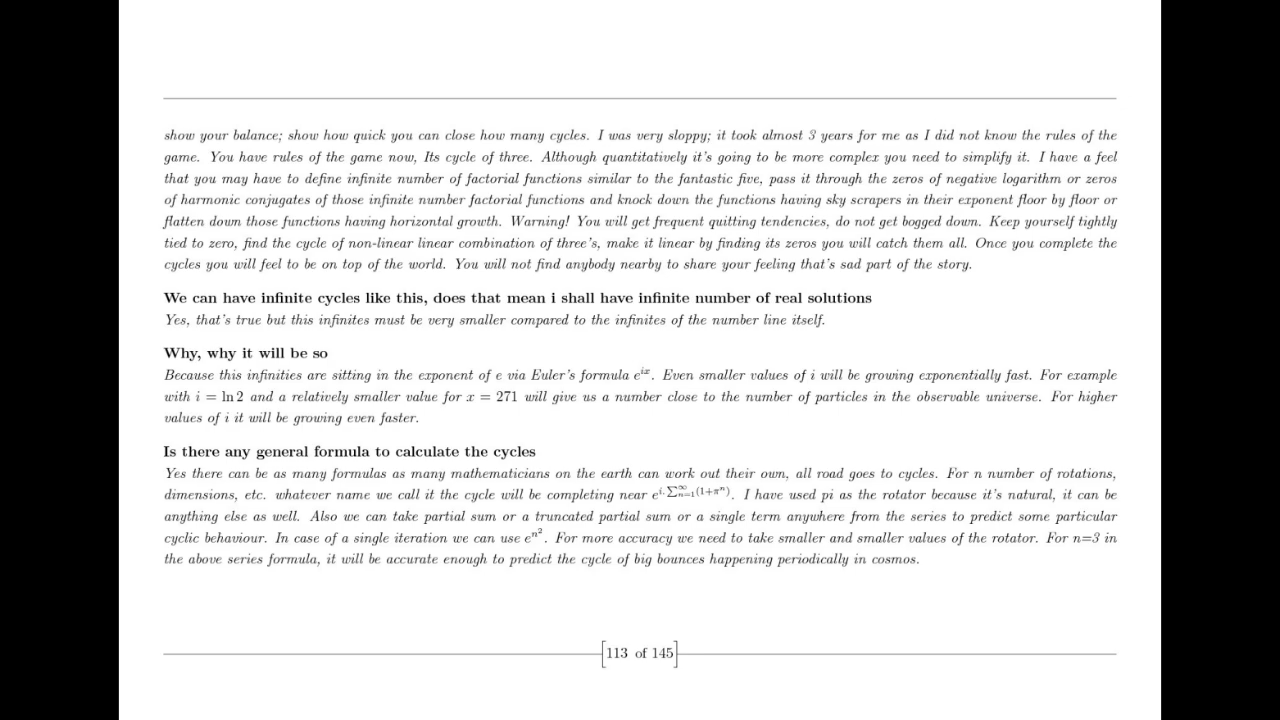 show your balance; show how quick you can close how many cycles. I was very sloppy; it took almost 3 years for me as I did not know the rules of the
game. You have rules of the game now, Its cycle of three. Although quantitatively it's going to be more complex you need to simplify it. I have a feel
that you may have to define infinite number of factorial functions similar to the fantastic five, pass it through the zeros of negative logarithm or zeros
of harmonic conjugates of those infinite number factorial functions and knock down the functions having sky scrapers in their exponent floor by floor or
flatten down those functions having horizontal growth. Warning! You will get frequent quitting tendencies, do not get bogged down. Keep yourself tightly
tied to zero, find the cycle of non-linear linear combination of three's, make it linear by finding its zeros you will catch them all. Once you complete the
cycles you will feel to be on top of the world. You will not find anybody nearby to share your feeling that's sad part of the story.
We can have infinite cycles like this, does that mean i shall have infinite number of real solutions
Yes, that's true but this infinites must be very smaller compared to the infinites of the number line itself.
Why, why it will be so
Because this infinities are sitting in the exponent of e via Euler's formula e^{ix}. Even smaller values of i will be growing exponentially fast. For example
with i = ln 2 and a relatively smaller value for x = 271 will give us a number close to the number of particles in the observable universe. For higher
values of i it will be growing even faster.
Is there any general formula to calculate the cycles
Yes there can be as many formulas as many mathematicians on the earth can work out their own, all road goes to cycles. For n number of rotations,
dimensions, etc. whatever name we call it the cycle will be completing near e^{i.∑_{n=1}^{∞}(1+π^n)}. I have used pi as the rotator because it's natural, it can be
anything else as well. Also we can take partial sum or a truncated partial sum or a single term anywhere from the series to predict some particular
cyclic behaviour. In case of a single iteration we can use e^{n^2}. For more accuracy we need to take smaller and smaller values of the rotator. For n=3 in
the above series formula, it will be accurate enough to predict the cycle of big bounces happening periodically in cosmos.
[113 of 145]